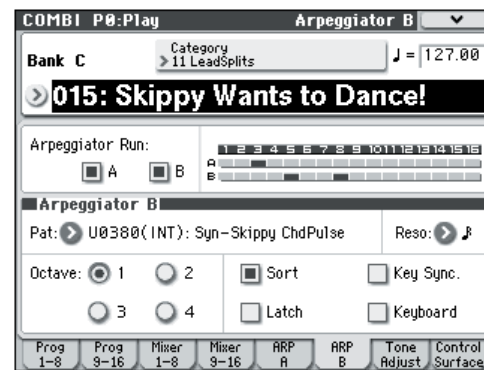 COMBI P0:Play Arpeggiator B
Bank C
Category
11 LeadSplits
♩ = 127.00
015: Skippy Wants to Dance!
Arpeggiator Run:
A B
1 2 3 4 5 6 7 8 9 10 11 12 13 14 15 16
A
B
Arpeggiator B
Pat: U0380(INT): Syn-Skippy ChdPulse Reso:
Octave: 1 2 Sort Key Sync.
3 4 Latch Keyboard
Prog 1-8 Prog 9-16 Mixer 1-8 Mixer 9-16 ARP A ARP B Tone Adjust Control Surface